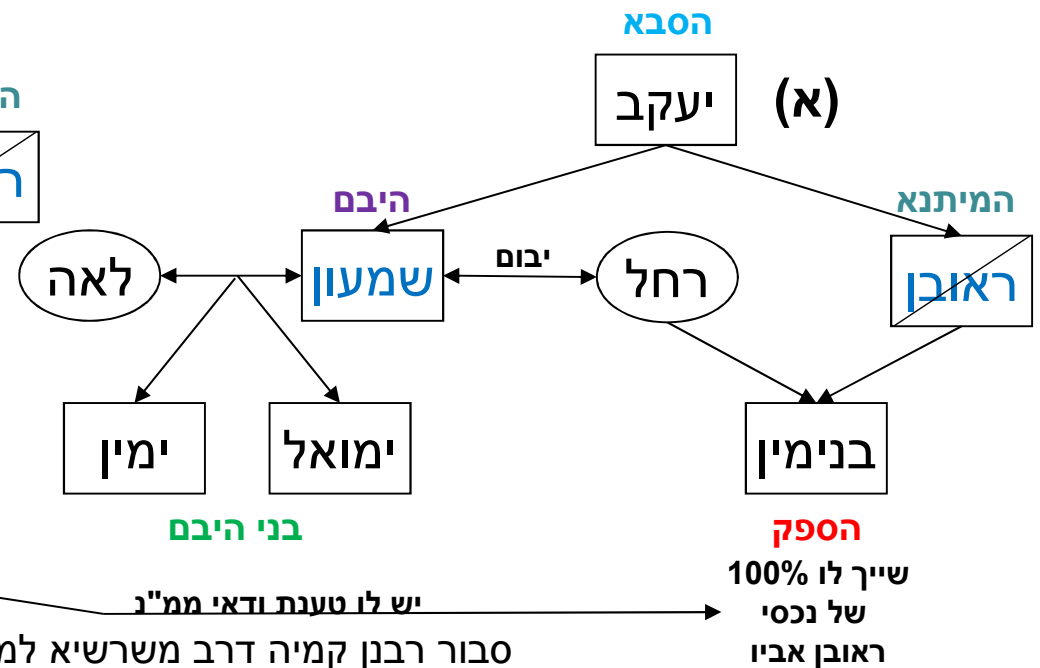 הסבא
(א)
יעקב
היבם
המיתנא
לאה
שמעון
יבום
רחל
ראובן
ימין
ימואל
בנימין
בני היבם
הספק
שייך לו 100%
של נכסי
ראובן אביו
יש לו טענת ודאי ממ"נ
סבור רבנן קמיה דרב משרשיא